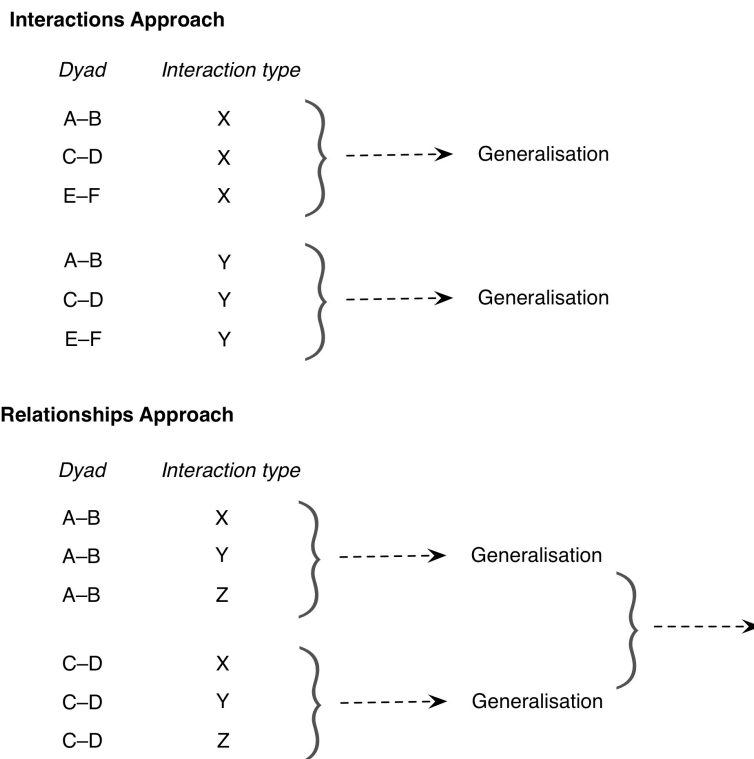 Interactions Approach
Dyad Interaction type
A–B X
C–D X Generalisation
E–F X
A–B Y
C–D Y Generalisation
E–F Y
Relationships Approach
Dyad Interaction type
A–B X
A–B Y Generalisation
A–B Z
C–D X
C–D Y Generalisation
C–D Z